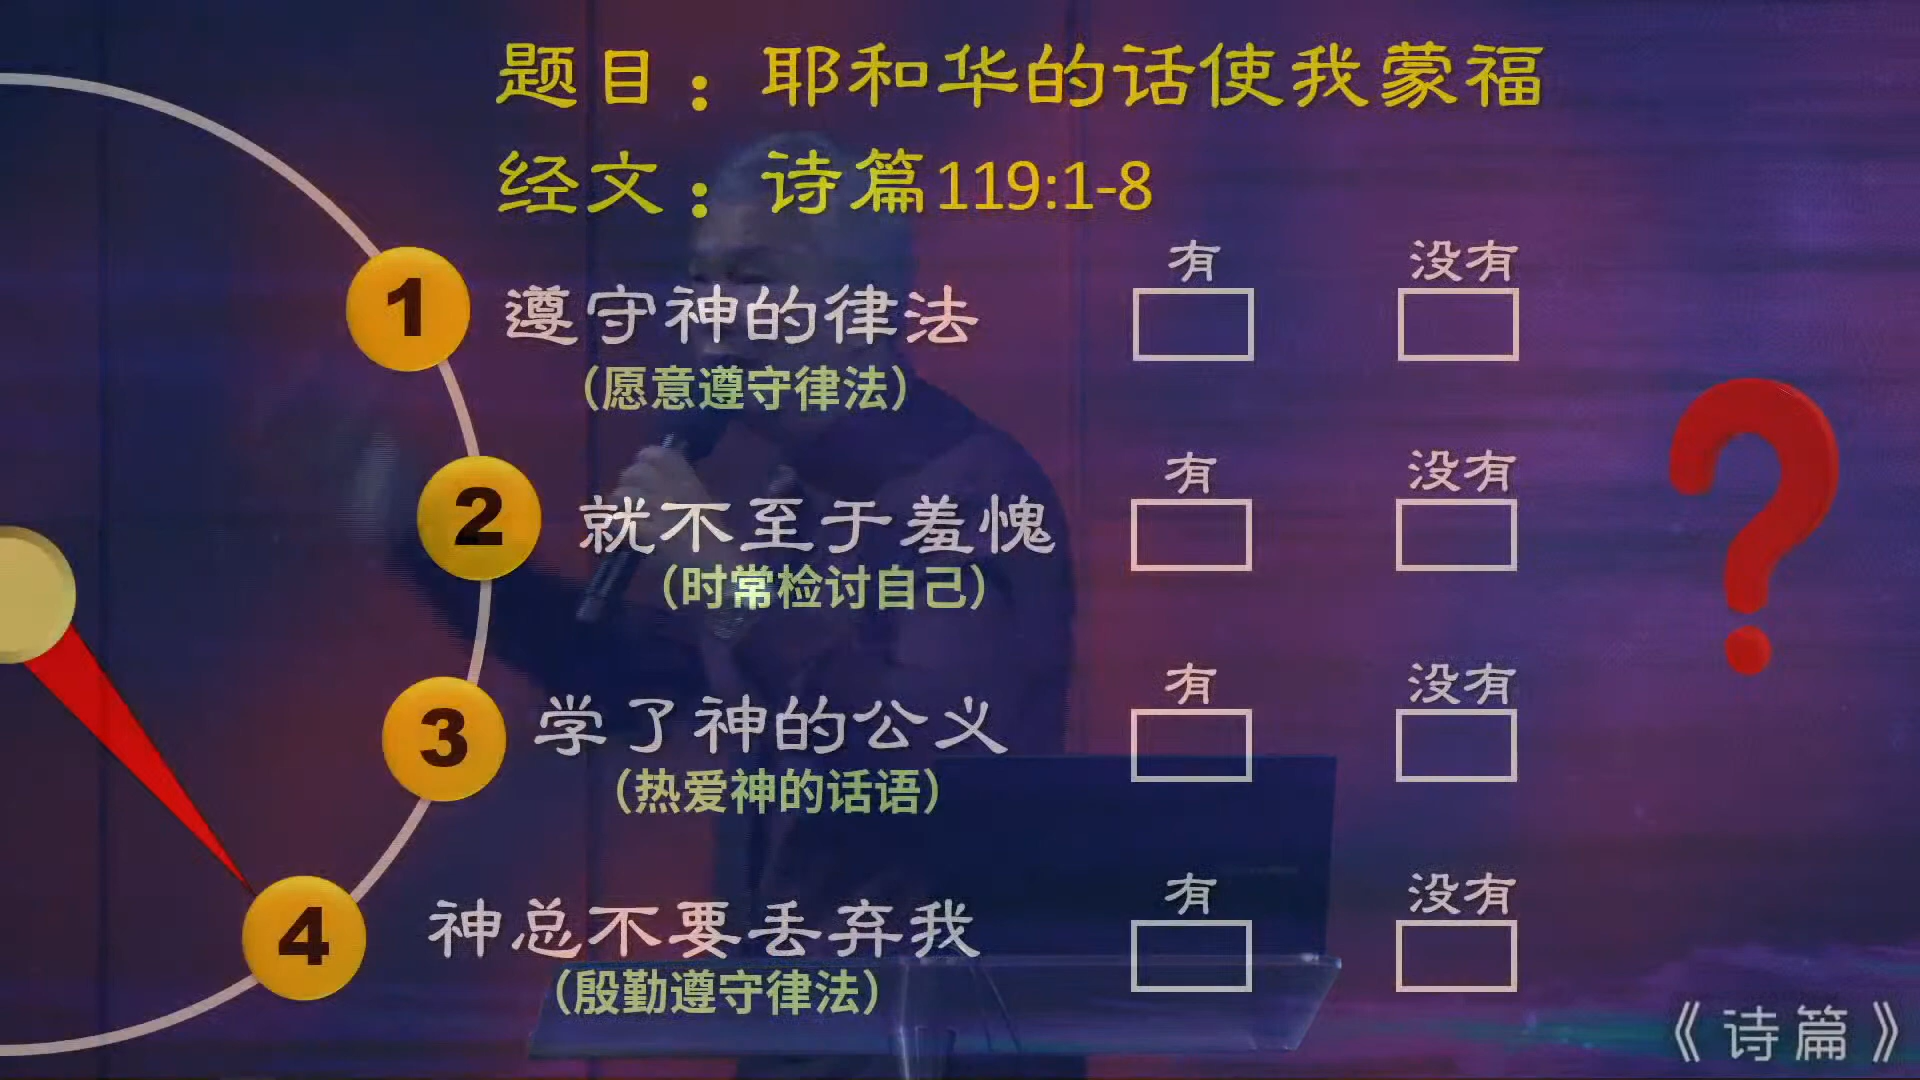 题目：耶和华的话使我蒙福
经文：诗篇119:1-8
有 没有
1 遵守神的律法
（愿意遵守律法）
有 没有
2 就不至于羞愧
（时常检讨自己）
有 没有
3 学了神的公义
（热爱神的话语）
有 没有
4 神总不要丢弃我
（殷勤遵守律法）
?
《诗篇》